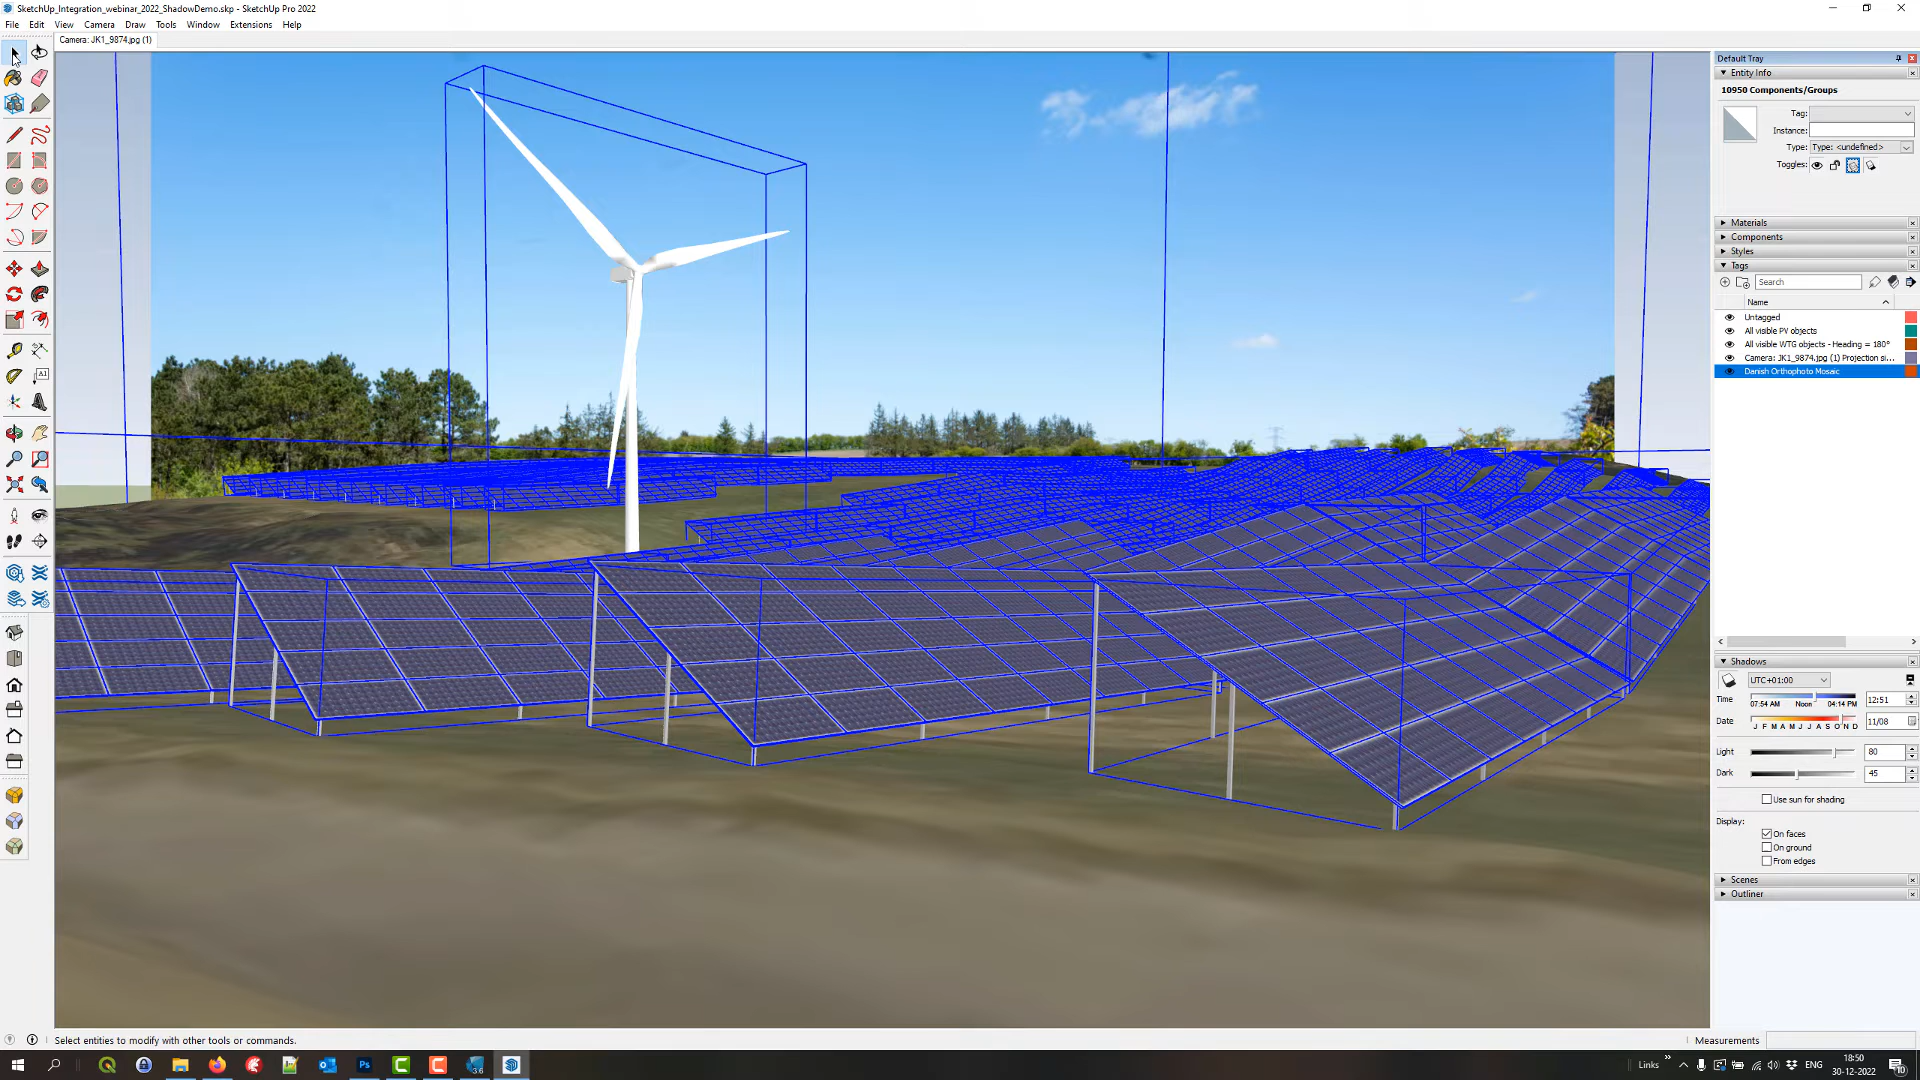 SketchUp_Integration_webinar_2022_ShadowDemo.skp - SketchUp Pro 2022
File Edit View Camera Draw Tools Window Extensions Help
Camera: JK1_9874.jpg (1)
Default Tray
Entity Info
10950 Components/Groups
Tag:
Instance:
Type: Type: <undefined>
Toggles:
Materials
Components
Styles
Tags
Search
Name
Untagged
All visible PV objects
All visible WTG objects - Heading = 180°
Camera: JK1_9874.jpg (1) Projection si...
Danish Orthophoto Mosaic
Shadows
UTC+01:00
Time 07:54 AM Noon 04:14 PM 12:51
Date J F M A M J J A S O N D 11/08
Light 80
Dark 45
Use sun for shading
Display:
On faces
On ground
From edges
Scenes
Outliner
A1
Select entities to modify with other tools or commands.
Measurements
Ps
3.6
Links
ENG
18:50
30-12-2022